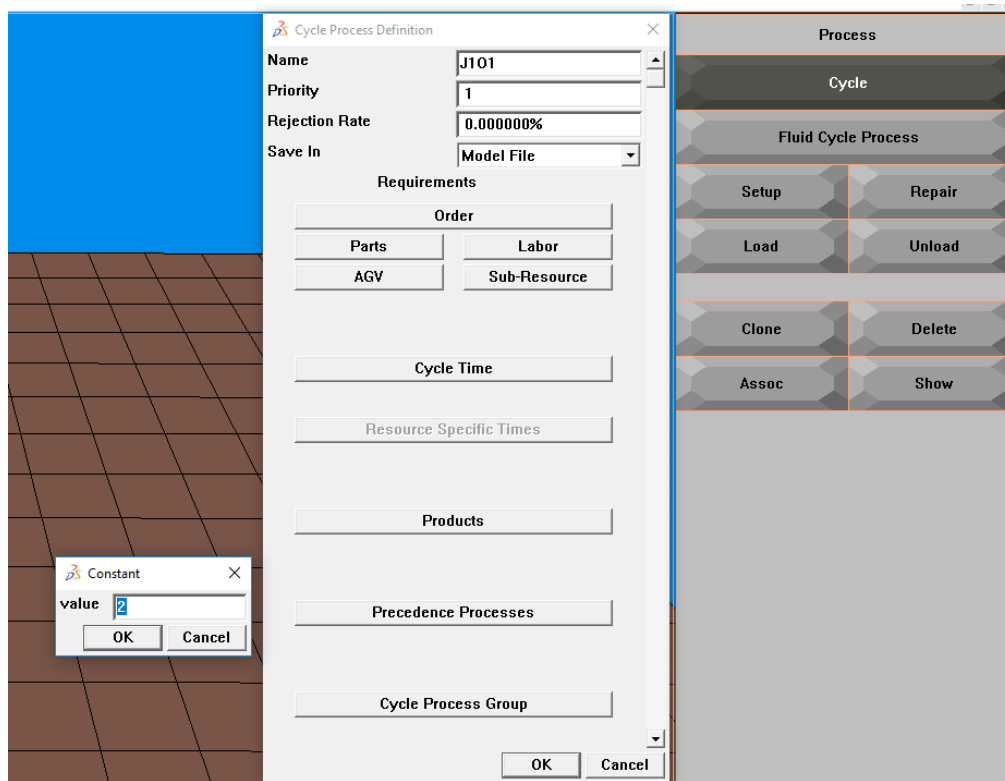 Cycle Process Definition
Name J1O1
Priority 1
Rejection Rate 0.000000%
Save In Model File
Requirements
Order
Parts Labor
AGV Sub-Resource
Cycle Time
Resource Specific Times
Products
Precedence Processes
Cycle Process Group
OK Cancel
Constant
value 2
OK Cancel
Process
Cycle
Fluid Cycle Process
Setup Repair
Load Unload
Clone Delete
Assoc Show